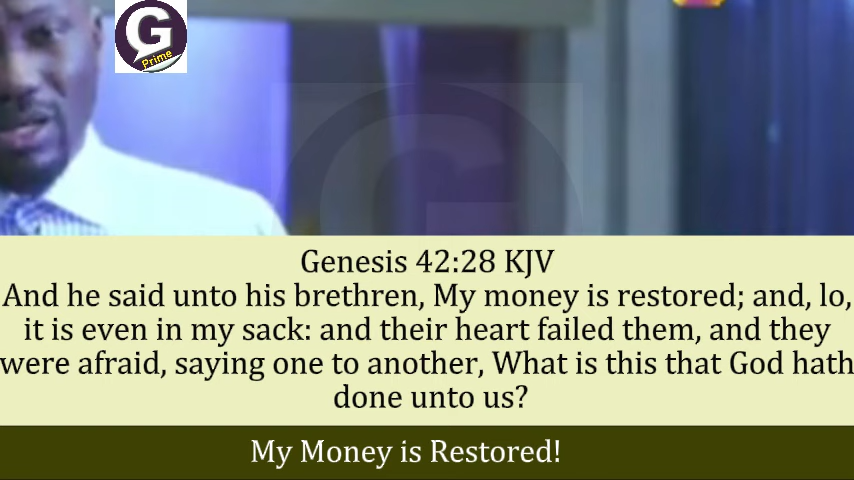 G
Prime
Genesis 42:28 KJV
And he said unto his brethren, My money is restored; and, lo,
it is even in my sack: and their heart failed them, and they
were afraid, saying one to another, What is this that God hath
done unto us?
My Money is Restored!